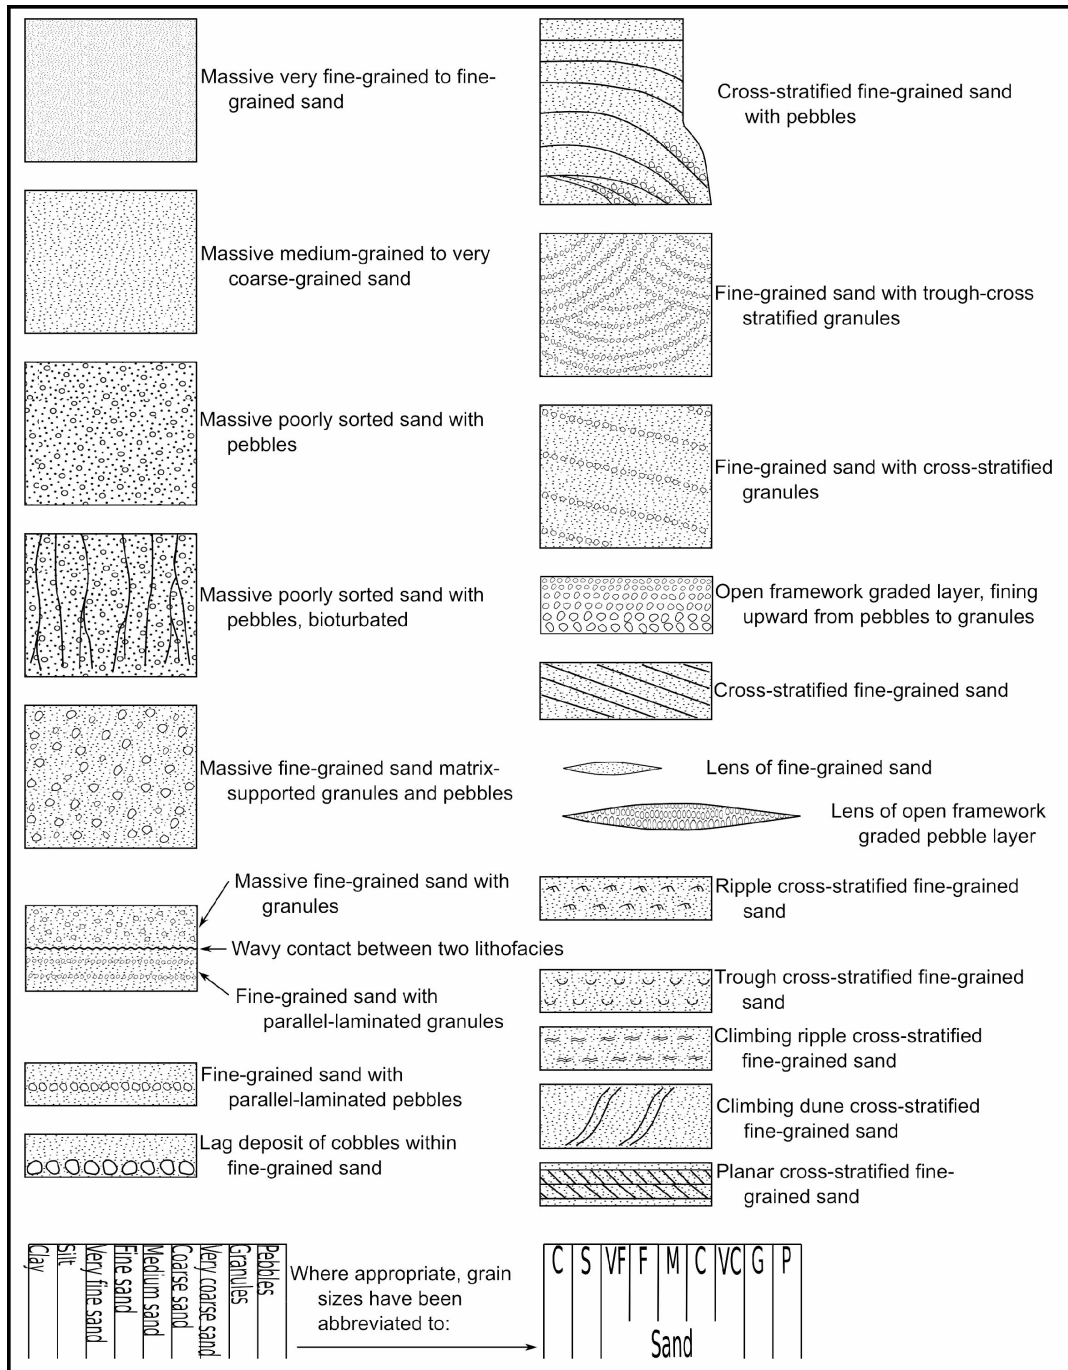 Massive very fine-grained to fine-
grained sand
Massive medium-grained to very
coarse-grained sand
Massive poorly sorted sand with
pebbles
Massive poorly sorted sand with
pebbles, bioturbated
Massive fine-grained sand matrix-
supported granules and pebbles
Massive fine-grained sand with
granules
Wavy contact between two lithofacies
Fine-grained sand with
parallel-laminated granules
Fine-grained sand with
parallel-laminated pebbles
Lag deposit of cobbles within
fine-grained sand
Cross-stratified fine-grained sand
with pebbles
Fine-grained sand with trough-cross
stratified granules
Fine-grained sand with cross-stratified
granules
Open framework graded layer, fining
upward from pebbles to granules
Cross-stratified fine-grained sand
Lens of fine-grained sand
Lens of open framework
graded pebble layer
Ripple cross-stratified fine-grained
sand
Trough cross-stratified fine-grained
sand
Climbing ripple cross-stratified
fine-grained sand
Climbing dune cross-stratified
fine-grained sand
Planar cross-stratified fine-
grained sand
Clay
Silt
Very fine sand
Fine sand
Medium sand
Coarse sand
Very coarse sand
Granules
Pebbles
Where appropriate, grain
sizes have been
abbreviated to:
C S VF F M C VC G P
Sand